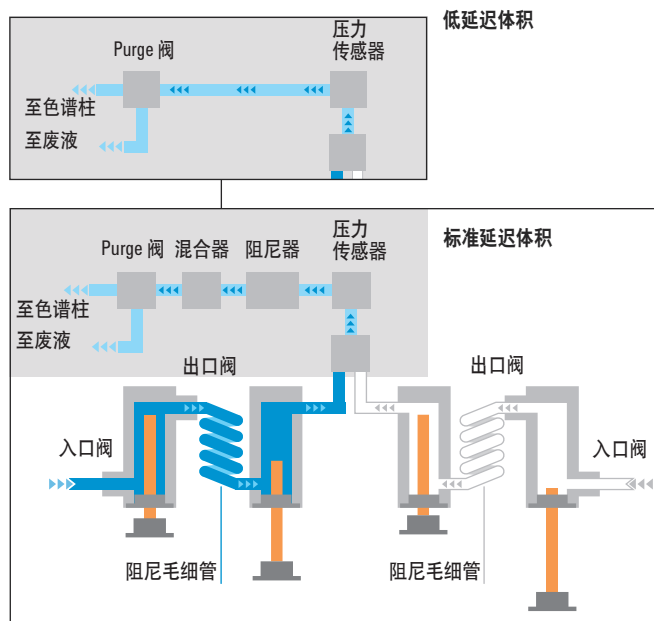 低延迟体积
压力
传感器
Purge 阀
至色谱柱
至废液
标准延迟体积
压力
传感器
Purge 阀
混合器
阻尼器
至色谱柱
至废液
出口阀
出口阀
入口阀
入口阀
阻尼毛细管
阻尼毛细管